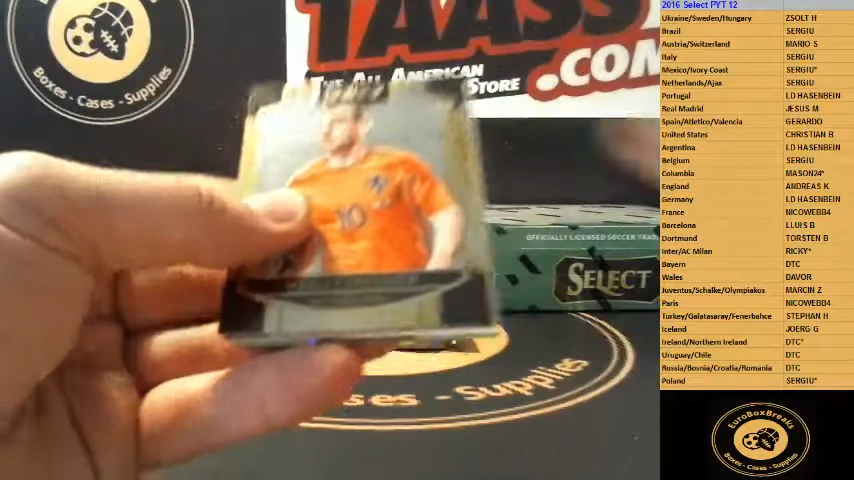 Boxes - Cases - Supplies
TAASS
THE ALL AMERICAN
STORE
.COM
10
OFFICIALLY LICENSED SOCCER TRAD
SELECT
Cases - Supplies
2016 Select PYT 12
Ukraine/Sweden/Hungary ZSOLT H
Brazil SERGIU
Austria/Switzerland MARIO S
Italy SERGIU
Mexico/Ivory Coast SERGIU*
Netherlands/Ajax SERGIU
Portugal LD HASENBEIN
Real Madrid JESUS M
Spain/Atletico/Valencia GERARDO
United States CHRISTIAN B
Argentina LD HASENBEIN
Belgium SERGIU
Columbia MASON24*
England ANDREAS K
Germany LD HASENBEIN
France NICOWEBB4
Barcelona LLUIS B
Dortmund TORSTEN B
Inter/AC Milan RICKY*
Bayern DTC
Wales DAVOR
Juventus/Schalke/Olympiakos MARCIN Z
Paris NICOWEBB4
Turkey/Galatasaray/Fenerbahce STEPHAN H
Iceland JOERG G
Ireland/Northern Ireland DTC*
Uruguay/Chile DTC
Russia/Bosnia/Croatia/Romania DTC
Poland SERGIU*
EuroBoxBreaks
Boxes - Cases - Supplies